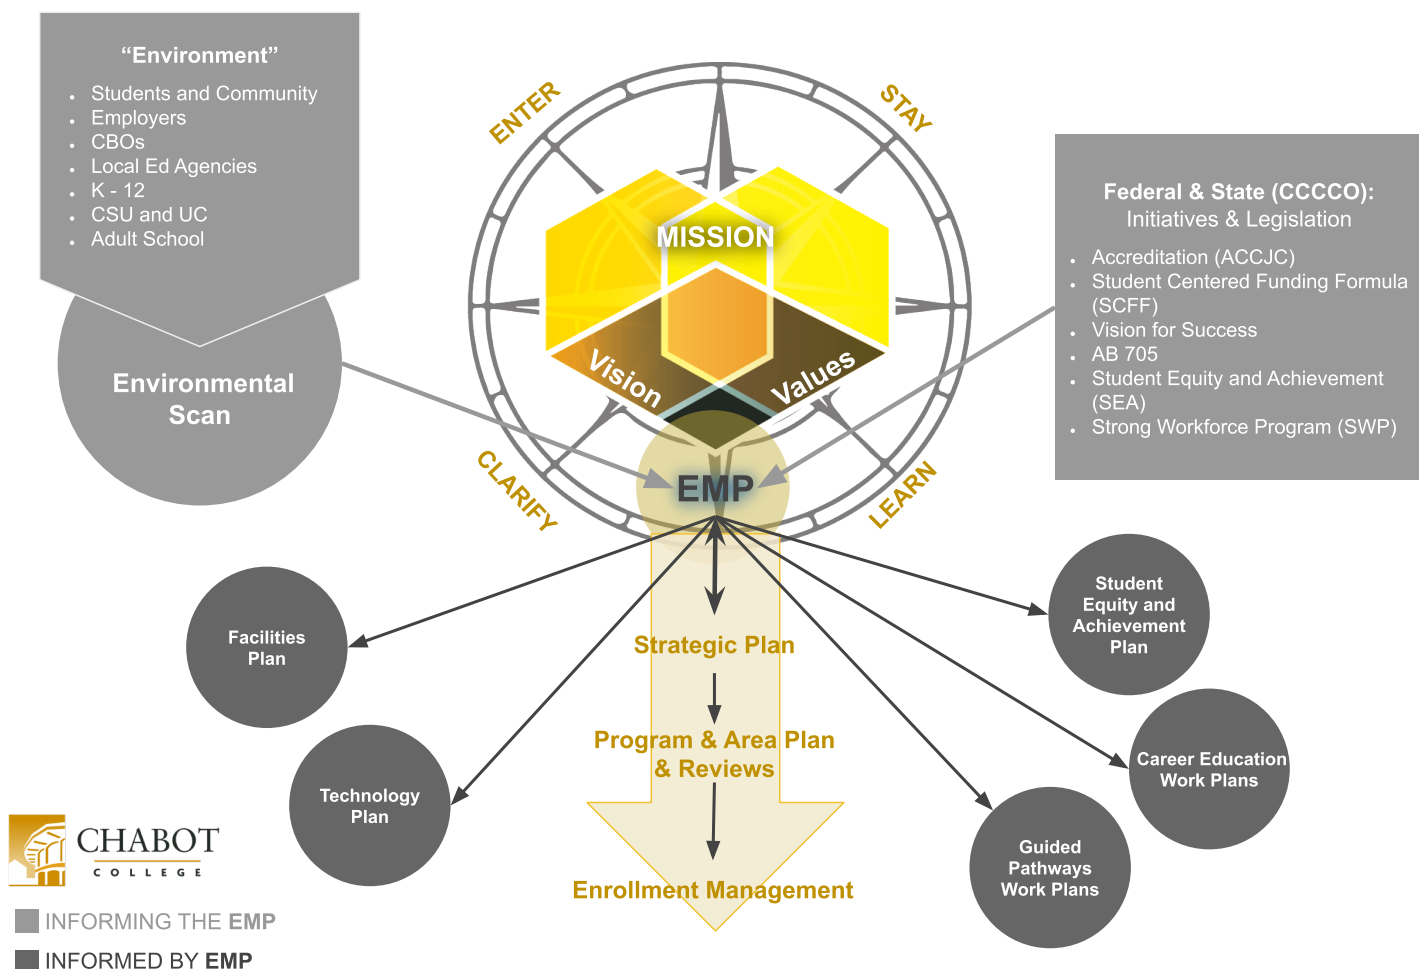 “Environment”
Students and Community
Employers
CBOs
Local Ed Agencies
K - 12
CSU and UC
Adult School
Environmental
Scan
ENTER
STAY
MISSION
Vision
Values
CLARIFY
LEARN
EMP
Federal & State (CCCCO):
Initiatives & Legislation
Accreditation (ACCJC)
Student Centered Funding Formula
(SCFF)
Vision for Success
AB 705
Student Equity and Achievement
(SEA)
Strong Workforce Program (SWP)
Facilities
Plan
Technology
Plan
Strategic Plan
Program & Area Plan
& Reviews
Enrollment Management
Student
Equity and
Achievement
Plan
Career Education
Work Plans
Guided
Pathways
Work Plans
CHABOT
COLLEGE
INFORMING THE EMP
INFORMED BY EMP